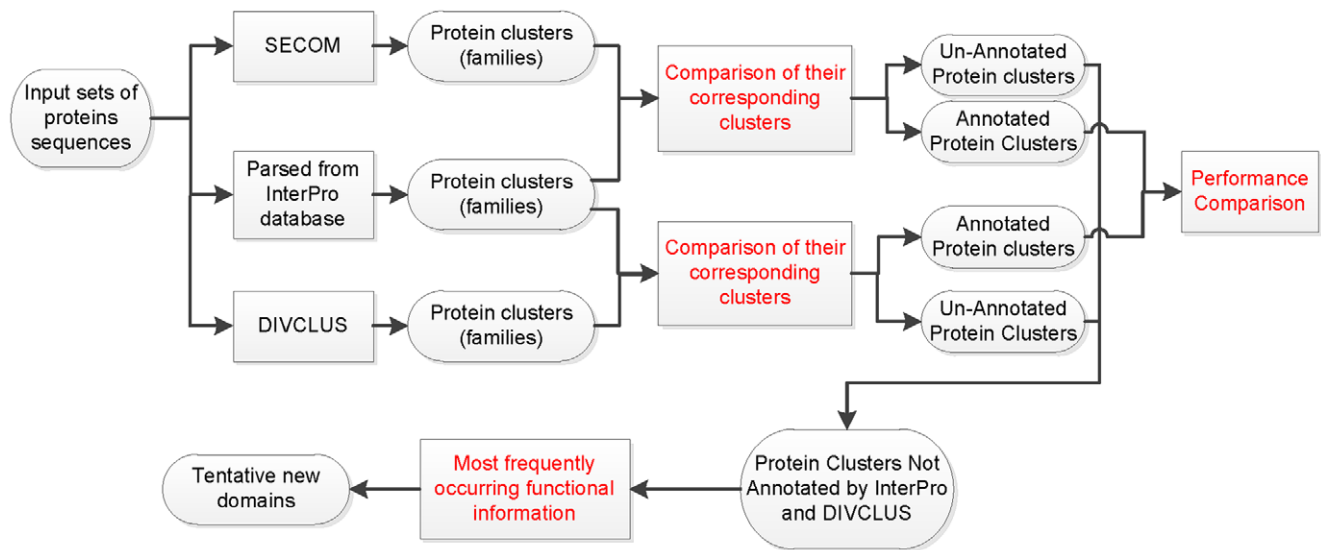 SECOM
Protein clusters
(families)
Input sets of
proteins
sequences
Parsed from
InterPro
database
Protein clusters
(families)
DIVCLUS
Protein clusters
(families)
Comparison of their
corresponding
clusters
Comparison of their
corresponding
clusters
Un-Annotated
Protein clusters
Annotated
Protein Clusters
Annotated
Protein clusters
Un-Annotated
Protein Clusters
Performance
Comparison
Protein Clusters Not
Annotated by InterPro
and DIVCLUS
Most frequently
occurring functional
information
Tentative new
domains